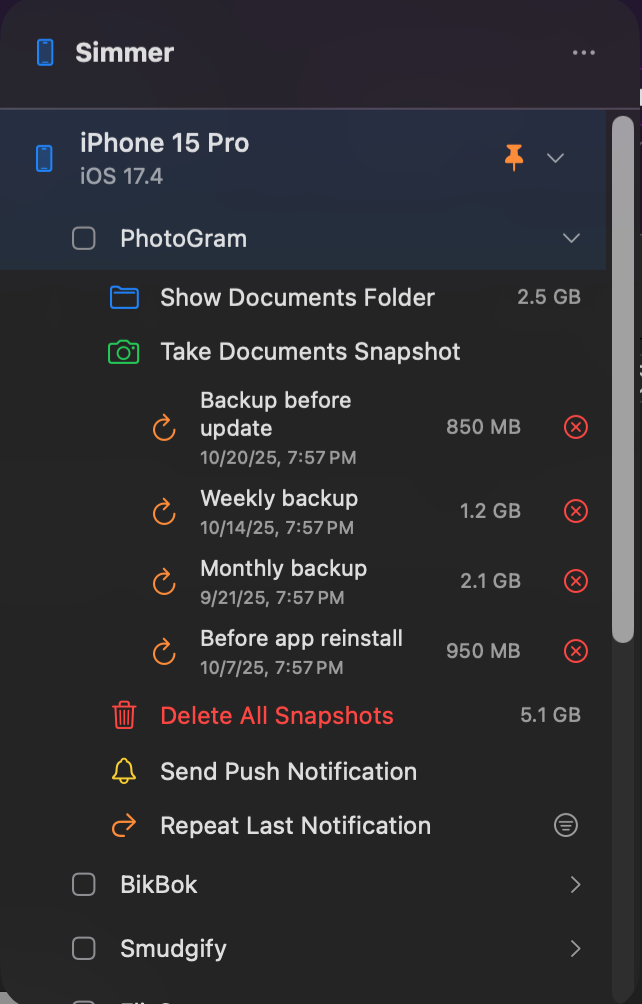 Simmer
iPhone 15 Pro
iOS 17.4
PhotoGram
Show Documents Folder 2.5 GB
Take Documents Snapshot
Backup before
update
850 MB
10/20/25, 7:57 PM
Weekly backup
1.2 GB
10/14/25, 7:57 PM
Monthly backup
2.1 GB
9/21/25, 7:57 PM
Before app reinstall
950 MB
10/7/25, 7:57 PM
Delete All Snapshots 5.1 GB
Send Push Notification
Repeat Last Notification
BikBok
Smudgify